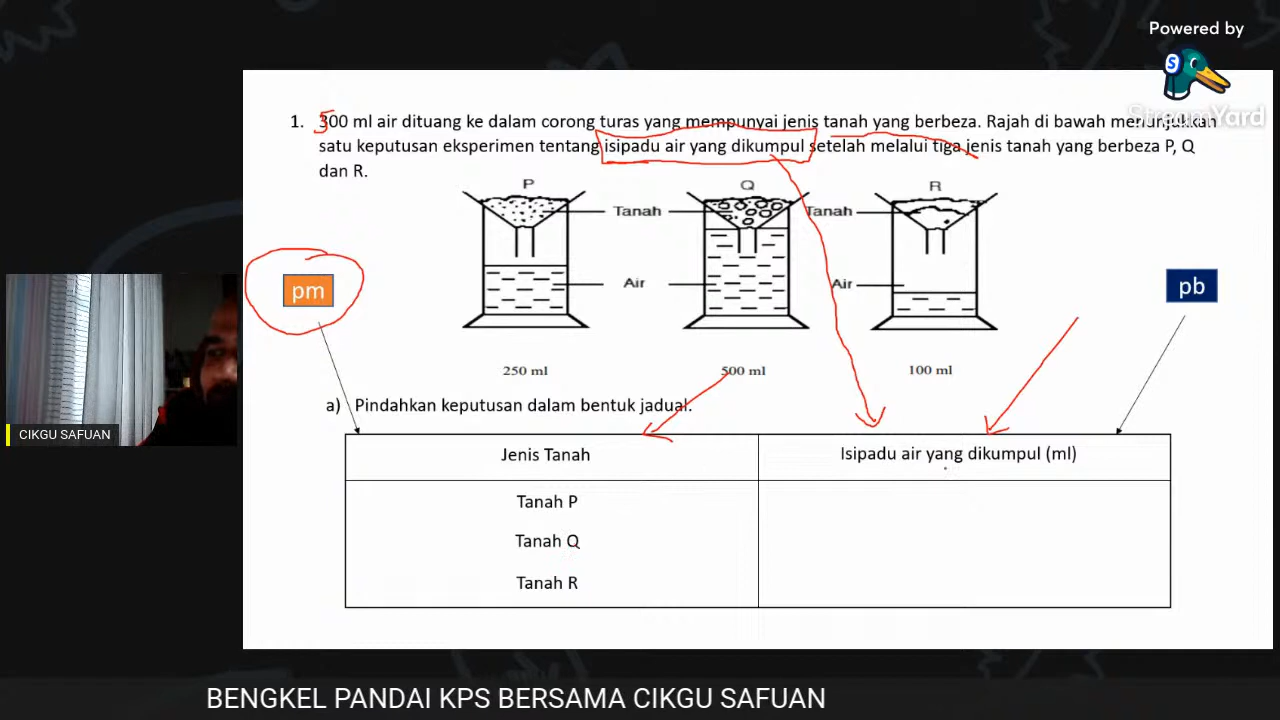 Powered by
S
StreamYard
1. 500 ml air dituang ke dalam corong turas yang mempunyai jenis tanah yang berbeza. Rajah di bawah menunjukkan
satu keputusan eksperimen tentang isipadu air yang dikumpul setelah melalui tiga jenis tanah yang berbeza P, Q
dan R.
P Q R
Tanah Tanah
pm Air Air pb
250 ml 500 ml 100 ml
a) Pindahkan keputusan dalam bentuk jadual.
Jenis Tanah Isipadu air yang dikumpul (ml)
Tanah P
Tanah Q
Tanah R
CIKGU SAFUAN
BENGKEL PANDAI KPS BERSAMA CIKGU SAFUAN